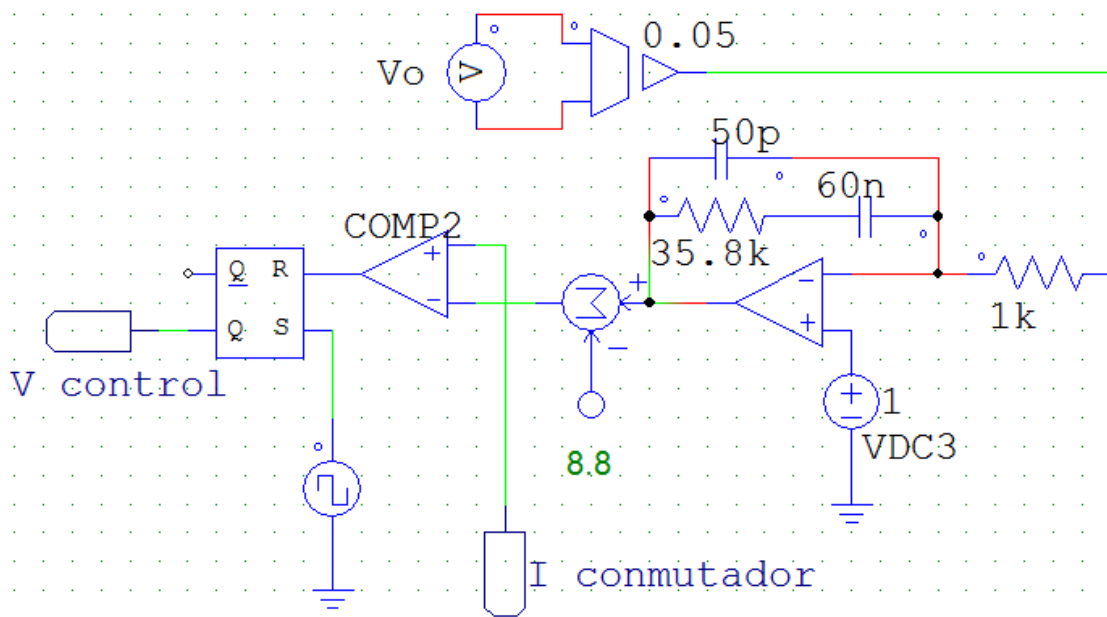 0.05
Vo
V
50p
60n
COMP2
35.8k
Q R
+
-
Σ
+
-
-
+
1k
Q S
V control
+
-
1
VDC3
8.8
I conmutador